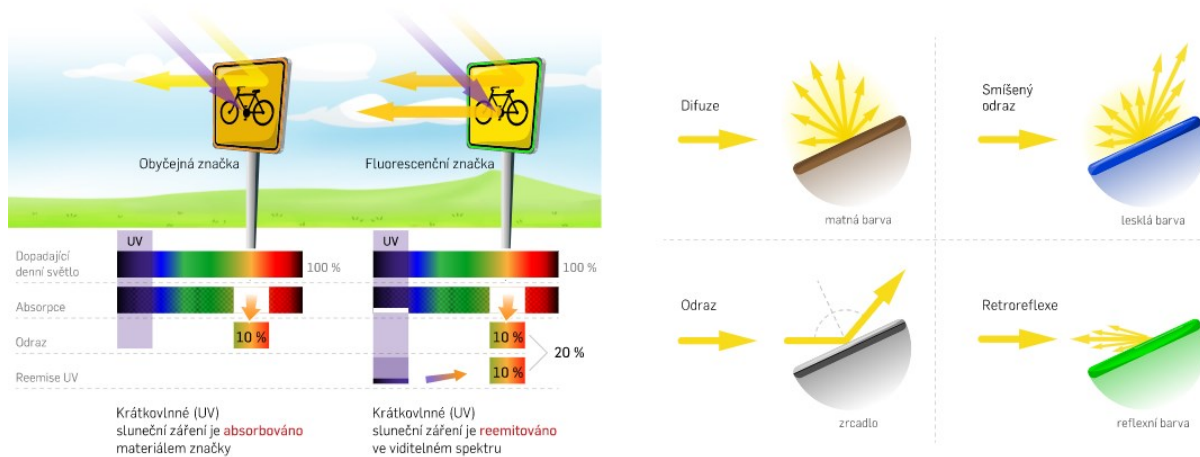 Obyčejná značka
Fluorescenční značka
UV
UV
Dopadající
denní světlo
100 %
100 %
Absorpce
Odraz
10 %
10 %
20 %
Reemise UV
10 %
Krátkovlnné (UV)
sluneční záření je absorbováno
materiálem značky
Krátkovlnné (UV)
sluneční záření je reemitováno
ve viditelném spektru
Difuze
matná barva
Smíšený
odraz
lesklá barva
Odraz
zrcadlo
Retroreflexe
reflexní barva